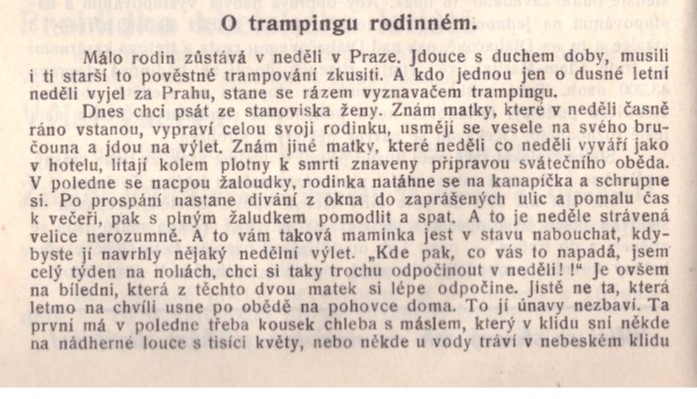 O trampingu rodinném.
Málo rodin zůstává v neděli v Praze. Jdouce s duchem doby, musili
i ti starší to pověstné trampování zkusiti. A kdo jednou jen o dusné letní
neděli vyjel za Prahu, stane se rázem vyznavačem trampingu.
Dnes chci psát ze stanoviska ženy. Znám matky, které v neděli časně
ráno vstanou, vypraví celou svoji rodinku, usmějí se vesele na svého bru-
čouna a jdou na výlet. Znám jiné matky, které neděli co neděli vyváří jako
v hotelu, lítají kolem plotny k smrti znaveny přípravou svátečního oběda.
V poledne se nacpou žaloudky, rodinka natáhne se na kanapíčka a schrupne
si. Po prospání nastane dívání z okna do zaprášených ulic a pomalu čas
k večeři, pak s plným žaludkem pomodlit a spat. A to je neděle strávená
velice nerozumně. A to vám taková maminka jest v stavu nabouchat, kdy-
byste jí navrhly nějaký nedělní výlet. „Kde pak, co vás to napadá, jsem
celý týden na nohách, chci si taky trochu odpočinout v neděli! !" Je ovšem
na bíledni, která z těchto dvou matek si lépe odpočine. Jistě ne ta, která
letmo na chvíli usne po obědě na pohovce doma. To jí únavy nezbaví. Ta
první má v poledne třeba kousek chleba s máslem, který v klidu sní někde
na nádherné louce s tisíci květy, nebo někde u vody tráví v nebeském klidu